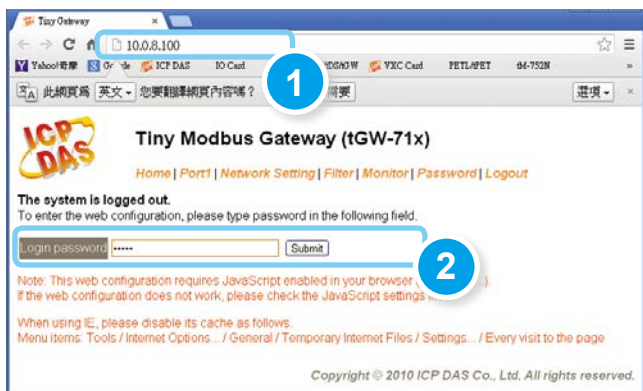 Tiny Gateway
10.0.8.100
Yahoo!奇摩 ICP DAS IO Card VXC Card PETL/tPET tM-752N
此網頁為 英文 您要翻譯網頁內容嗎？ 選項
1
ICP DAS
Tiny Modbus Gateway (tGW-71x)
Home | Port1 | Network Setting | Filter | Monitor | Password | Logout
The system is logged out.
To enter the web configuration, please type password in the following field.
Login password ••••• Submit
2
Note: This web configuration requires JavaScript enabled in your browser
If the web configuration does not work, please check the JavaScript settings
When using IE, please disable its cache as follows.
Menu items: Tools / Internet Options... / General / Temporary Internet Files / Settings... / Every visit to the page
Copyright © 2010 ICP DAS Co., Ltd. All rights reserved.